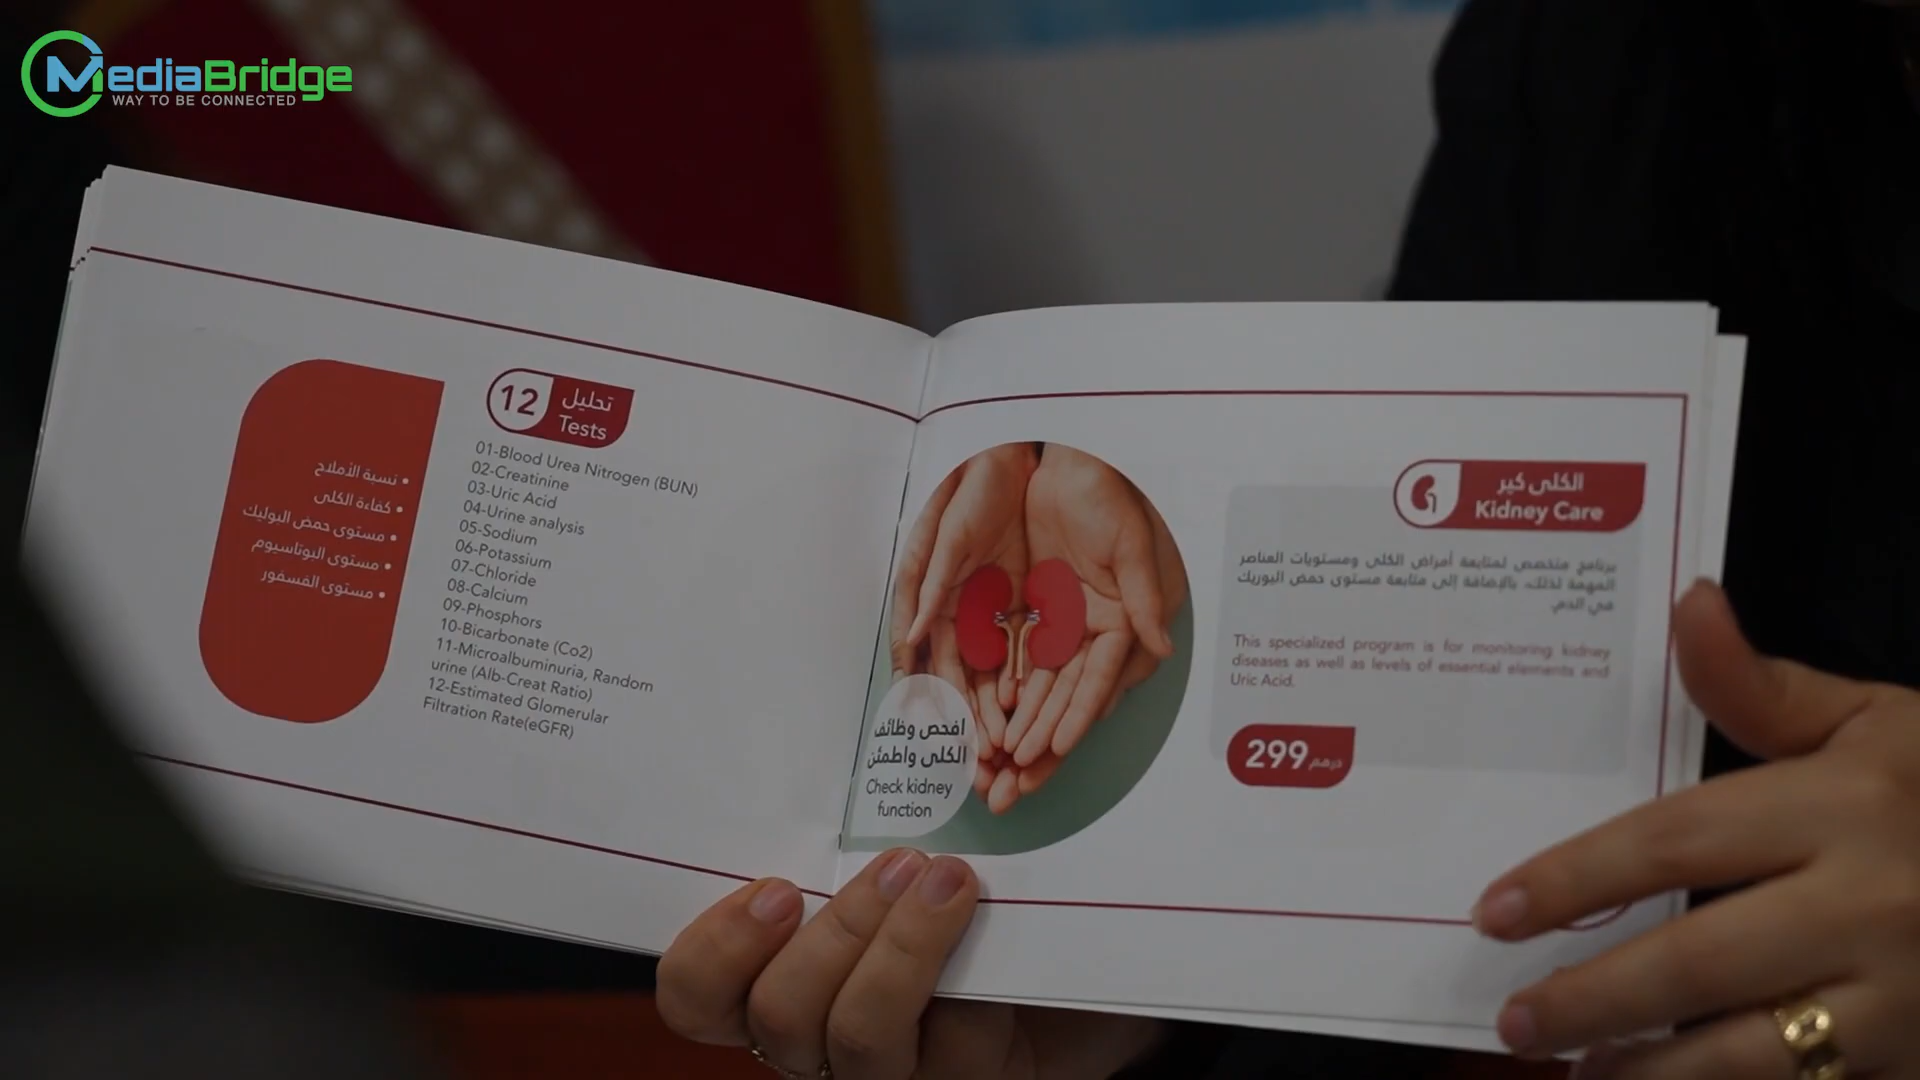 MediaBridge
WAY TO BE CONNECTED
12
تحليل
Tests
01-Blood Urea Nitrogen (BUN)
02-Creatinine
03-Uric Acid
04-Urine analysis
05-Sodium
06-Potassium
07-Chloride
08-Calcium
09-Phosphors
10-Bicarbonate (Co2)
11-Microalbuminuria, Random
urine (Alb-Creat Ratio)
12-Estimated Glomerular
Filtration Rate(eGFR)
• نسبة الأملاح
• كفاءة الكلى
• مستوى حمض البوليك
• مستوى البوتاسيوم
• مستوى الفسفور
افحص وظائف
الكلى واطمئن
Check kidney
function
الكلى كير
Kidney Care
برنامج متخصص لمتابعة أمراض الكلى ومستويات العناصر
المهمة لذلك، بالإضافة إلى متابعة مستوى حمض اليوريك
في الدم.
This specialized program is for monitoring kidney
diseases as well as levels of essential elements and
Uric Acid.
299 درهم